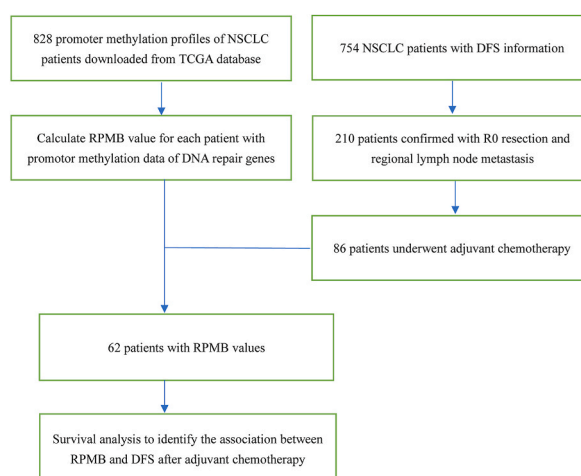 828 promoter methylation profiles of NSCLC
patients downloaded from TCGA database
754 NSCLC patients with DFS information
Calculate RPMB value for each patient with
promotor methylation data of DNA repair genes
210 patients confirmed with R0 resection and
regional lymph node metastasis
86 patients underwent adjuvant chemotherapy
62 patients with RPMB values
Survival analysis to identify the association between
RPMB and DFS after adjuvant chemotherapy